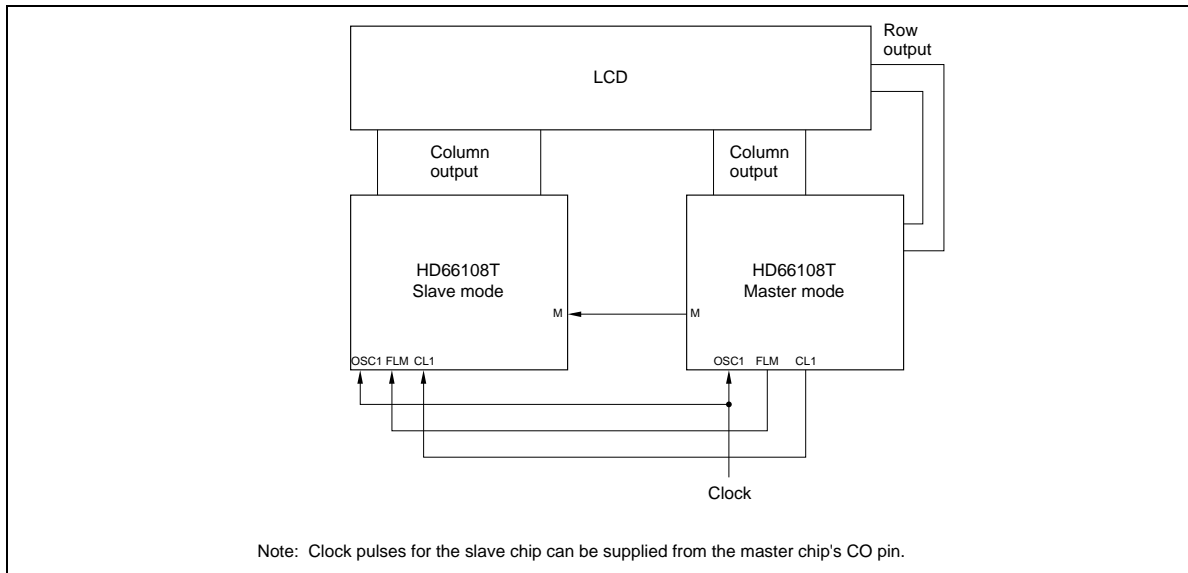 Row
output
LCD
Column
output
Column
output
HD66108T
Slave mode
HD66108T
Master mode
M
M
OSC1 FLM CL1
OSC1 FLM CL1
Clock
Note: Clock pulses for the slave chip can be supplied from the master chip's CO pin.